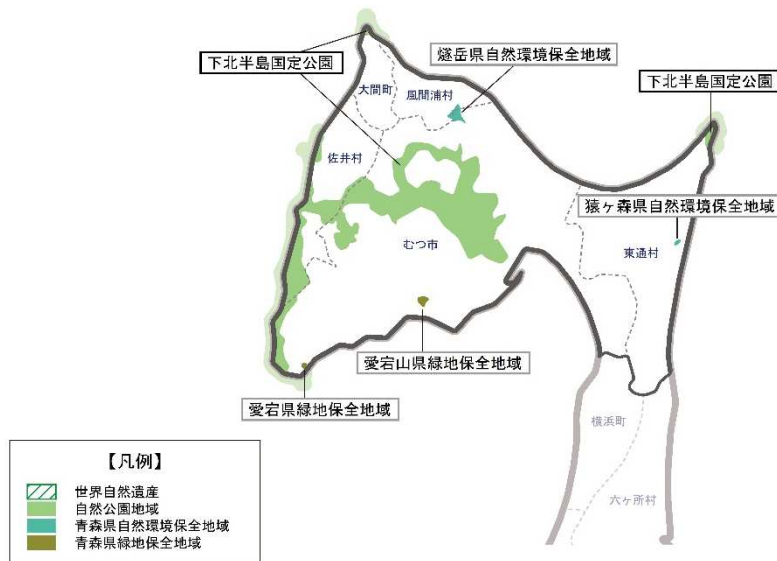 下北半島国定公園
燧岳県自然環境保全地域
大間町
風間浦村
下北半島国定公園
佐井村
猿ヶ森県自然環境保全地域
むつ市
東通村
愛宕山県緑地保全地域
愛宕県緑地保全地域
横浜町
六ヶ所村
【凡例】
世界自然遺産
自然公園地域
青森県自然環境保全地域
青森県緑地保全地域